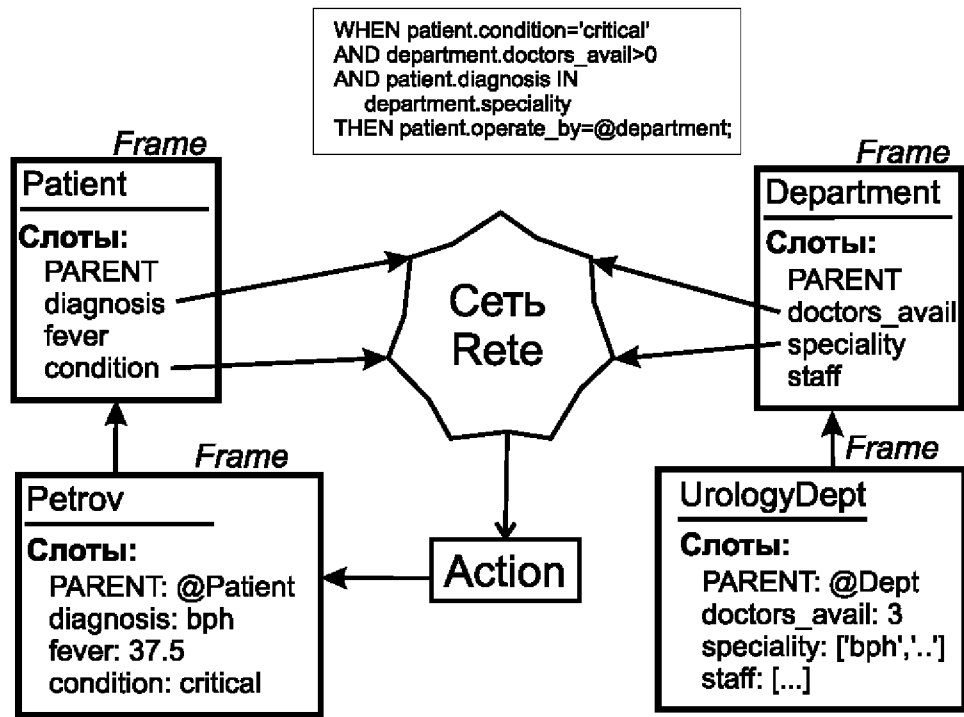 WHEN patient.condition='critical'
AND department.doctors_avail>0
AND patient.diagnosis IN
department.speciality
THEN patient.operate_by=@department;
Frame
Patient
Слоты:
PARENT
diagnosis
fever
condition
Сеть
Rete
Frame
Department
Слоты:
PARENT
doctors_avail
speciality
staff
Frame
Petrov
Слоты:
PARENT: @Patient
diagnosis: bph
fever: 37.5
condition: critical
Action
Frame
UrologyDept
Слоты:
PARENT: @Dept
doctors_avail: 3
speciality: ['bph','..']
staff: [...]